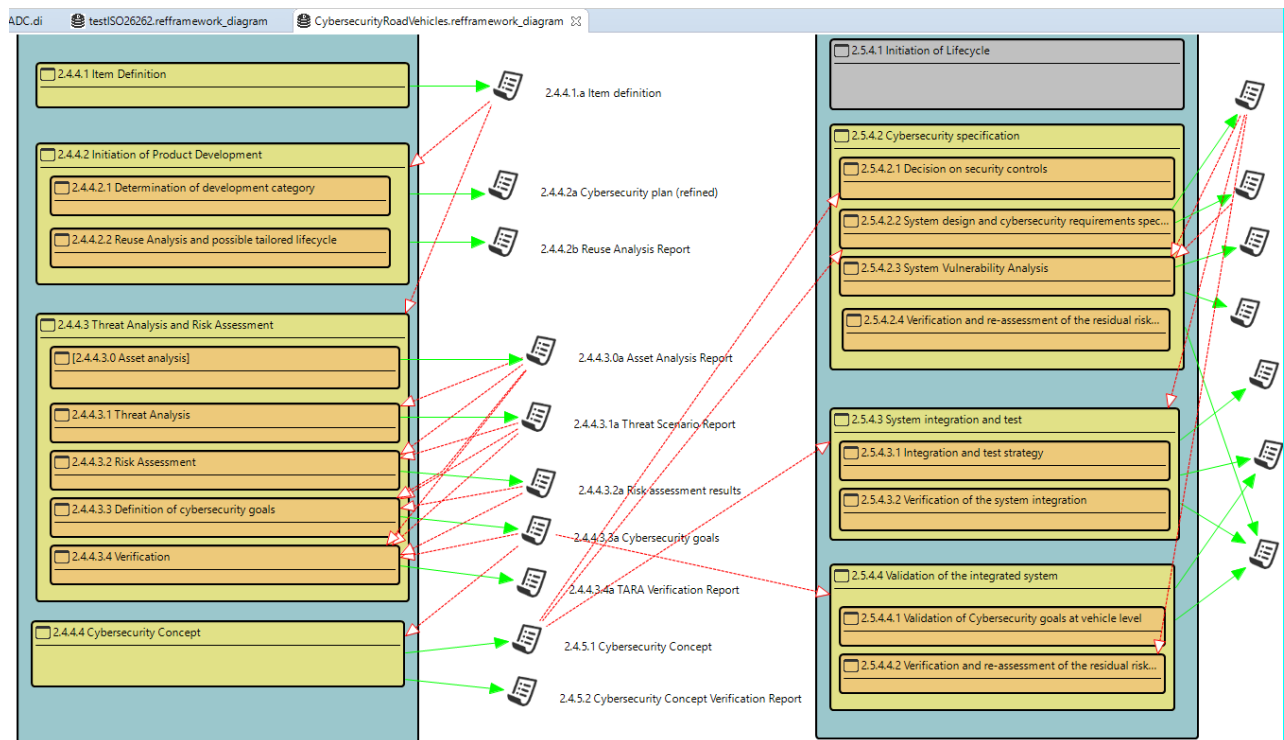 ADC.di
testISO26262.refframework_diagram
CybersecurityRoadVehicles.refframework_diagram
2.4.4.1 Item Definition
2.4.4.1.a Item definition
2.4.4.2 Initiation of Product Development
2.4.4.2.1 Determination of development category
2.4.4.2a Cybersecurity plan (refined)
2.4.4.2.2 Reuse Analysis and possible tailored lifecycle
2.4.4.2b Reuse Analysis Report
2.4.4.3 Threat Analysis and Risk Assessment
[2.4.4.3.0 Asset analysis]
2.4.4.3.0a Asset Analysis Report
2.4.4.3.1 Threat Analysis
2.4.4.3.1a Threat Scenario Report
2.4.4.3.2 Risk Assessment
2.4.4.3.2a Risk assessment results
2.4.4.3.3 Definition of cybersecurity goals
2.4.4.3.3a Cybersecurity goals
2.4.4.3.4 Verification
2.4.4.3.4a TARA Verification Report
2.4.4.4 Cybersecurity Concept
2.4.5.1 Cybersecurity Concept
2.4.5.2 Cybersecurity Concept Verification Report
2.5.4.1 Initiation of Lifecycle
2.5.4.2 Cybersecurity specification
2.5.4.2.1 Decision on security controls
2.5.4.2.2 System design and cybersecurity requirements spec...
2.5.4.2.3 System Vulnerability Analysis
2.5.4.2.4 Verification and re-assessment of the residual risk...
2.5.4.3 System integration and test
2.5.4.3.1 Integration and test strategy
2.5.4.3.2 Verification of the system integration
2.5.4.4 Validation of the integrated system
2.5.4.4.1 Validation of Cybersecurity goals at vehicle level
2.5.4.4.2 Verification and re-assessment of the residual risk...